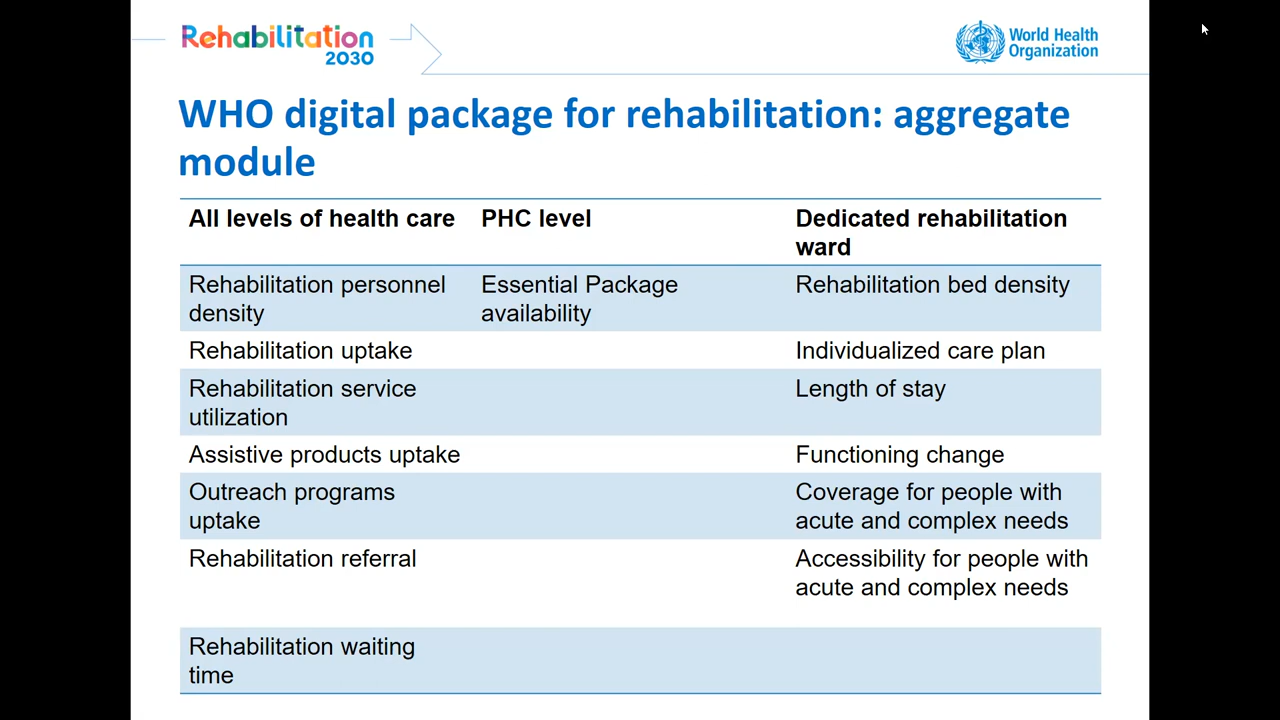 Rehabilitation
2030
World Health
Organization
WHO digital package for rehabilitation: aggregate
module
All levels of health care PHC level Dedicated rehabilitation
ward
Rehabilitation personnel Essential Package Rehabilitation bed density
density availability
Rehabilitation uptake Individualized care plan
Rehabilitation service Length of stay
utilization
Assistive products uptake Functioning change
Outreach programs Coverage for people with
uptake acute and complex needs
Rehabilitation referral Accessibility for people with
acute and complex needs
Rehabilitation waiting
time